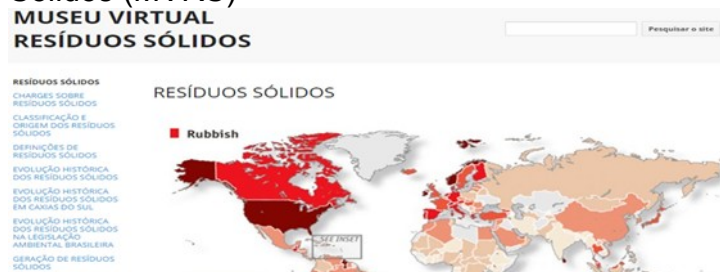 MUSEU VIRTUAL
RESÍDUOS SÓLIDOS
Pesquisar o site
RESÍDUOS SÓLIDOS
CHARGES SOBRE
RESÍDUOS SÓLIDOS
CLASSIFICAÇÃO E
ORIGEM DOS RESÍDUOS
SÓLIDOS
DEFINIÇÕES DE
RESÍDUOS SÓLIDOS
EVOLUÇÃO HISTÓRICA
DOS RESÍDUOS SÓLIDOS
EVOLUÇÃO HISTÓRICA
DOS RESÍDUOS SÓLIDOS
EM CAXIAS DO SUL
EVOLUÇÃO HISTÓRICA
DOS RESÍDUOS SÓLIDOS
NA LEGISLAÇÃO
AMBIENTAL BRASILEIRA
GERAÇÃO DE RESÍDUOS
SÓLIDOS
RESÍDUOS SÓLIDOS
Rubbish
SEE INSET